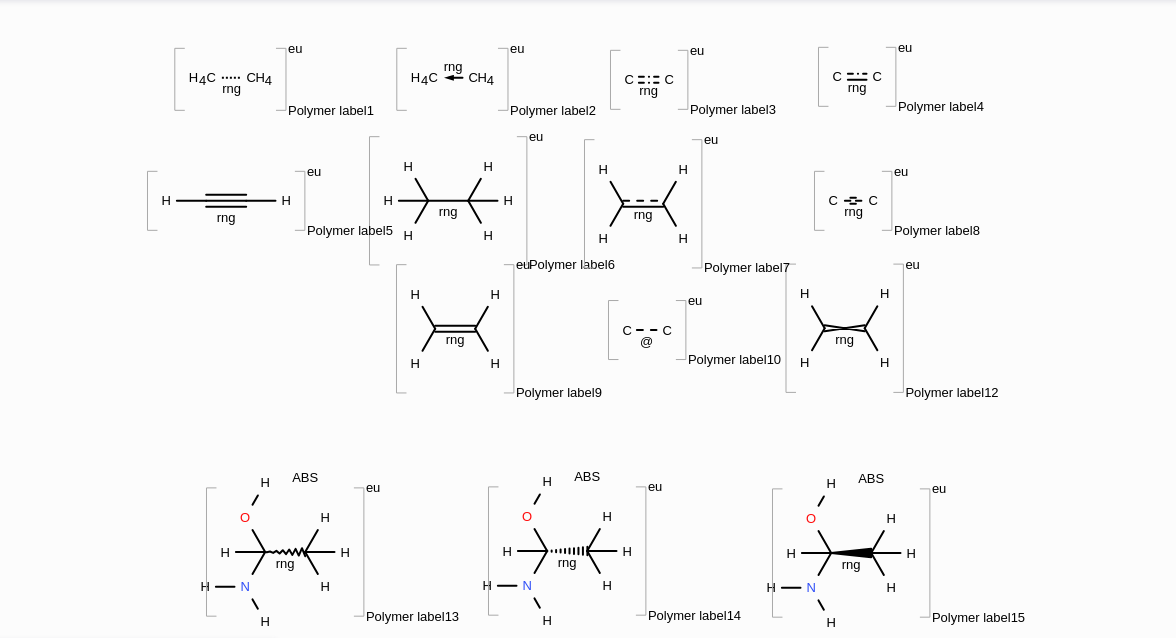 eu eu eu eu
H4C CH4 rng H4C rng CH4 C C rng C C rng
Polymer label1 Polymer label2 Polymer label3 Polymer label4
eu eu eu eu
H H H H H H
H H rng H H rng rng C C rng
H H H H
Polymer label5 Polymer label6 Polymer label7 Polymer label8
eu eu eu
H H H H
rng C C @ rng
H H H H
Polymer label9 Polymer label10 Polymer label12
H ABS H ABS H ABS
eu eu eu
O H O H O H
H rng H H rng H H rng H
H N H H N H H N H
H H H
Polymer label13 Polymer label14 Polymer label15